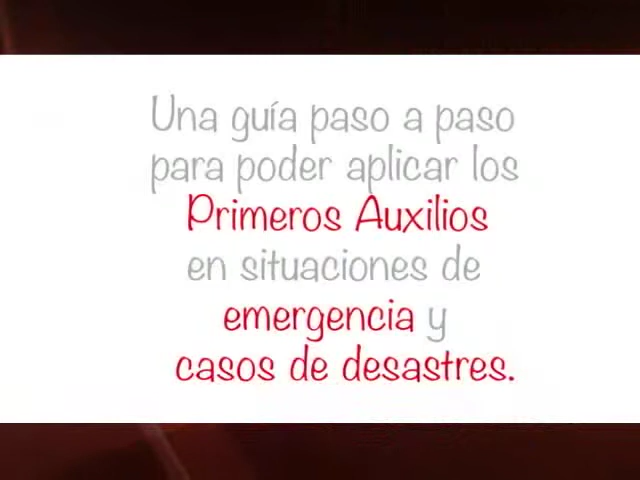 Una guía paso a paso
para poder aplicar los
Primeros Auxilios
en situaciones de
emergencia y
casos de desastres.